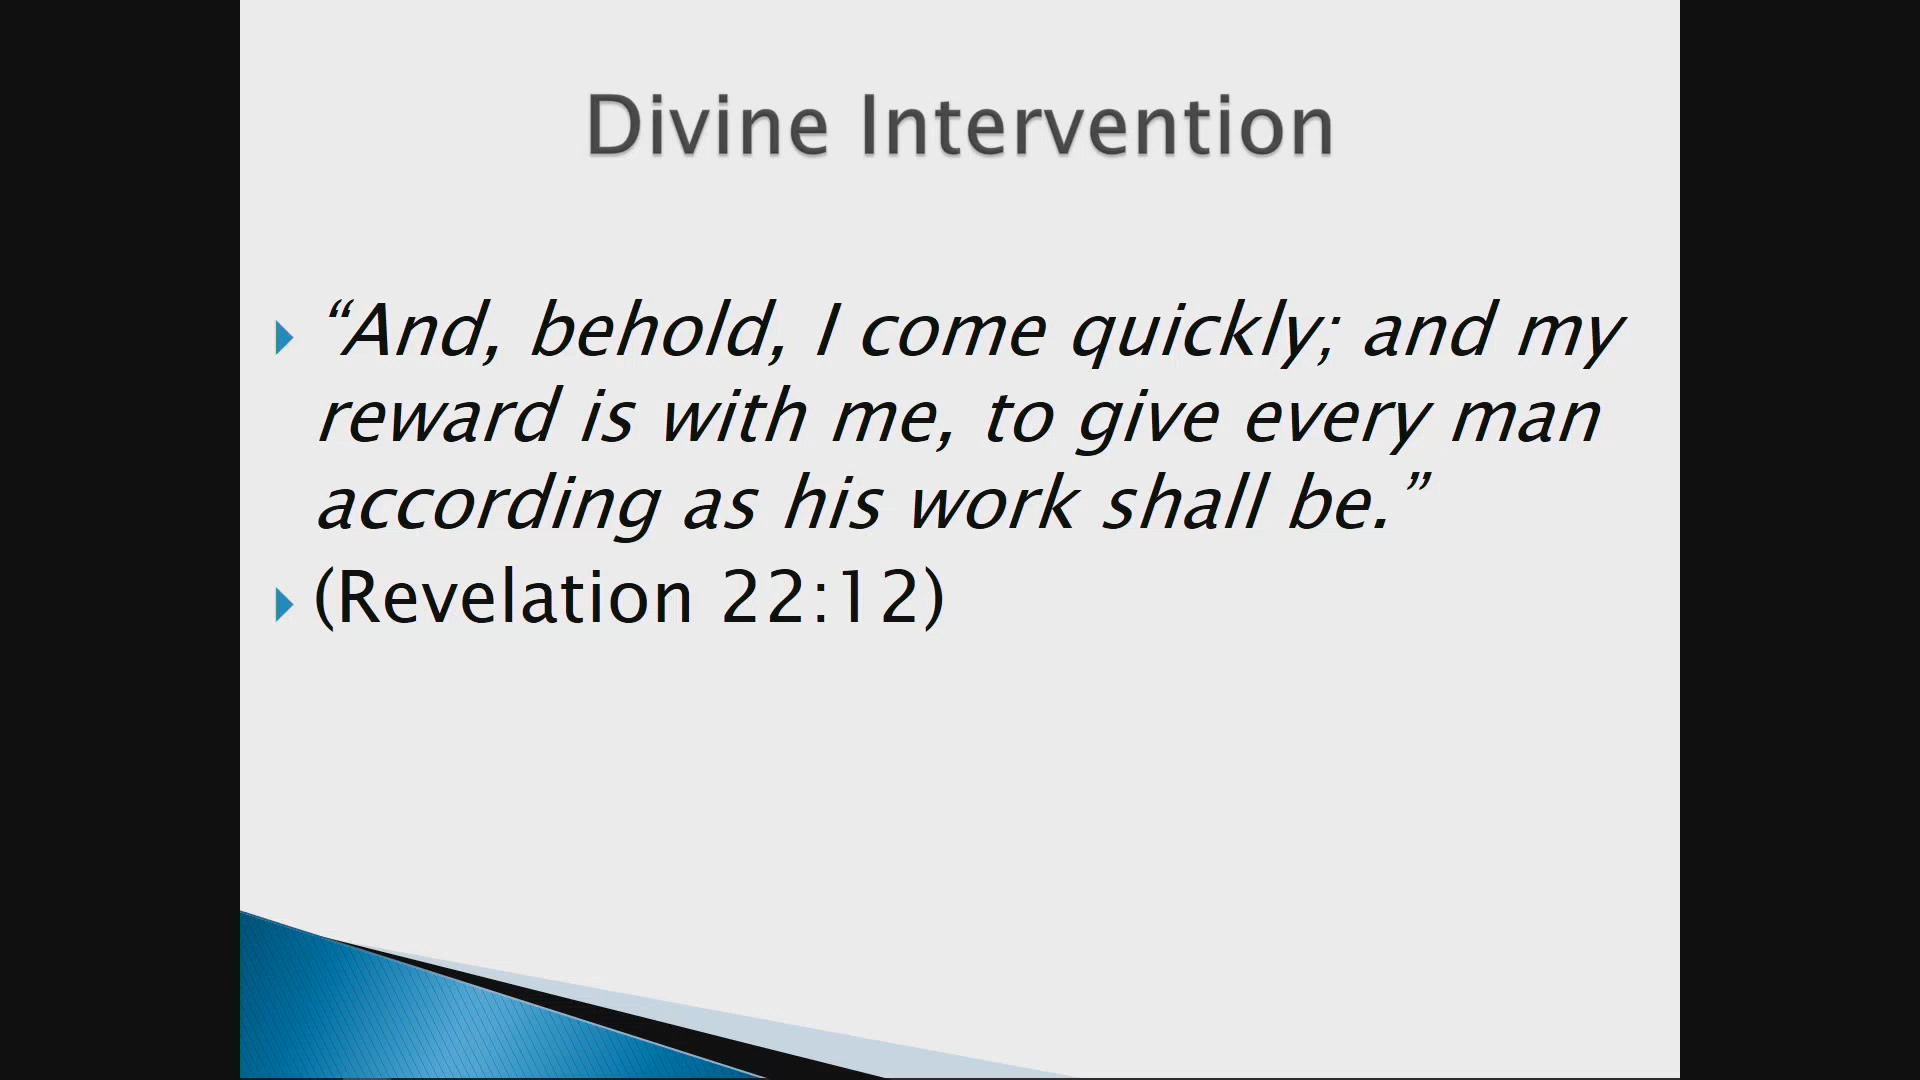 Divine Intervention
“And, behold, I come quickly; and my
reward is with me, to give every man
according as his work shall be.”
(Revelation 22:12)